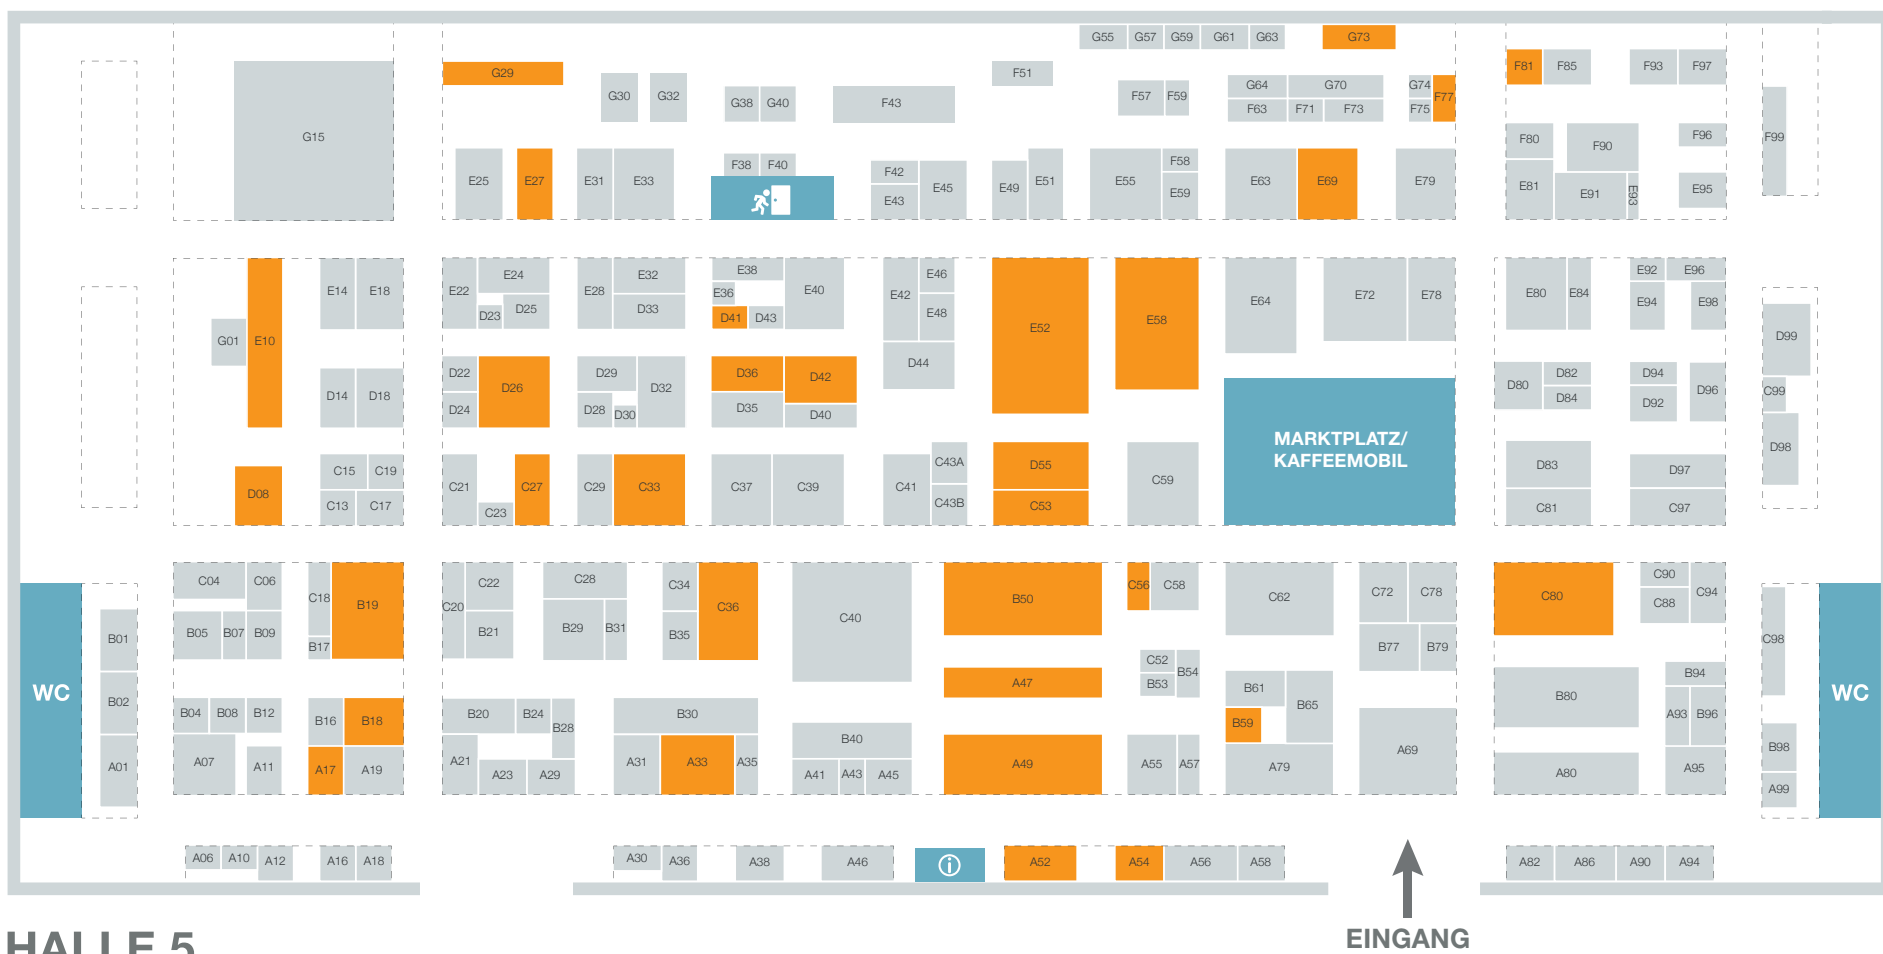 G55 G57 G59 G61 G63 G73
G29 F51 F81 F85 F93 F97
G15 G30 G32 G38 G40 F43 F57 F59 G64 G70 G74 F77
F63 F71 F73 F75 F99
F80 F90 F96
F38 F40 F42 F58
E25 E27 E31 E33 E43 E45 E49 E51 E55 E59 E63 E69 E79 E81 E91 E93 E95
E14 E18 E22 E24 E28 E32 E38 E36 E40 E42 E46 E48 E52 E58 E64 E72 E78 E80 E84 E92 E96 E94 E98
G01 E10 D23 D25 D33 D41 D43 D44 D99
D14 D18 D22 D24 D26 D29 D28 D30 D32 D36 D42 D35 D40 D80 D82 D84 D94 D92 D96 C99
MARKTPLATZ/
KAFFEEMOBIL
D08 C15 C19 C13 C17 C21 C23 C27 C29 C33 C37 C39 C41 C43A C43B D55 C53 C59 D83 C81 D97 C97 D98
C04 C06 C18 B19 C20 C22 C28 C34 C36 C40 B50 C56 C58 C62 C72 C78 C80 C90 C88 C94
B01 B05 B07 B09 B17 B21 B29 B31 B35 B77 B79 C98
WC B02 A47 C52 B53 B54 B61 B65 B80 B94 WC
B04 B08 B12 B16 B18 B20 B24 B28 B30 B40 B59 A69 A93 B96 B98
A01 A07 A11 A17 A19 A21 A23 A29 A31 A33 A35 A41 A43 A45 A49 A55 A57 A79 A80 A95 A99
A06 A10 A12 A16 A18 A30 A36 A38 A46 A52 A54 A56 A58 A82 A86 A90 A94
EINGANG
HALLE 5